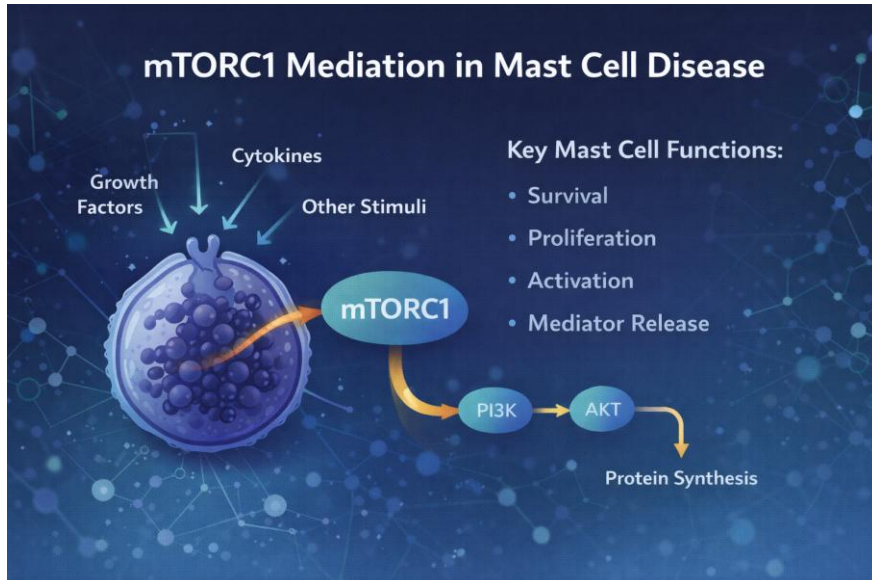 mTORC1 Mediation in Mast Cell Disease
Cytokines
Growth
Factors
Other Stimuli
mTORC1
Key Mast Cell Functions:
• Survival
• Proliferation
• Activation
• Mediator Release
PI3K
AKT
Protein Synthesis